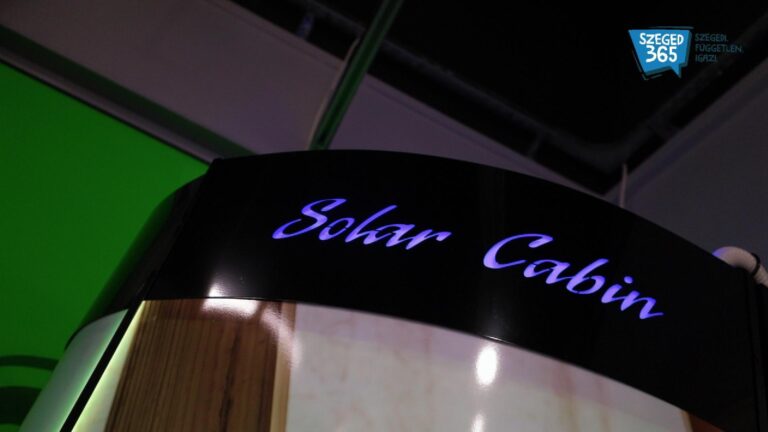 SZEGED
365
SZEGEDI.
FÜGGETLEN.
IGAZI.
Solar Cabin